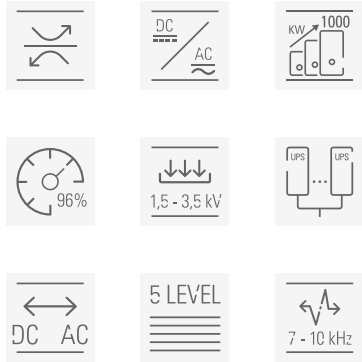 DC
AC
KW 1000
96%
1,5 - 3,5 kV
UPS UPS
DC AC
5 LEVEL
7 - 10 kHz